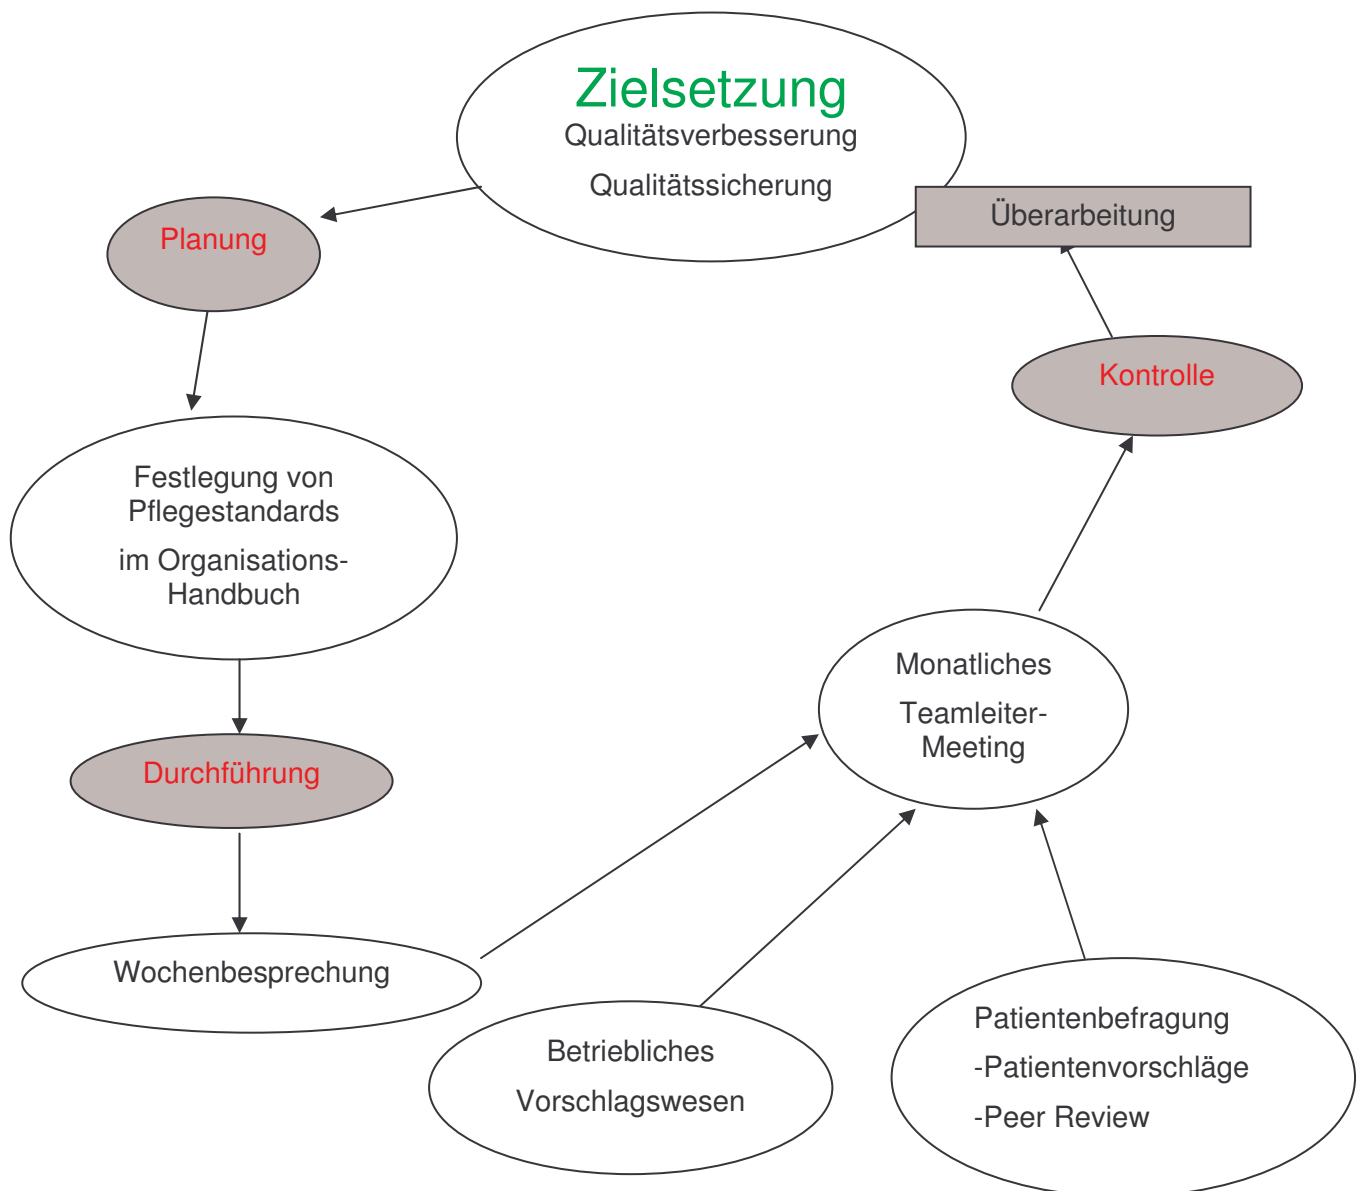 Zielsetzung
Qualitätsverbesserung
Qualitätssicherung
Überarbeitung
Planung
Kontrolle
Festlegung von
Pflegestandards
im Organisations-
Handbuch
Monatliches
Teamleiter-
Meeting
Durchführung
Wochenbesprechung
Betriebliches
Vorschlagswesen
Patientenbefragung
-Patientenvorschläge
-Peer Review